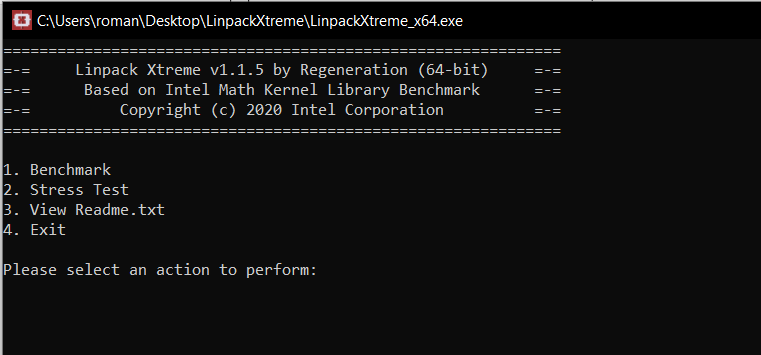 C:\Users\roman\Desktop\LinpackXtreme\LinpackXtreme_x64.exe
==============================================================
=-=     Linpack Xtreme v1.1.5 by Regeneration (64-bit)     =-=
=-=      Based on Intel Math Kernel Library Benchmark      =-=
=-=          Copyright (c) 2020 Intel Corporation          =-=
==============================================================
1. Benchmark
2. Stress Test
3. View Readme.txt
4. Exit
Please select an action to perform: